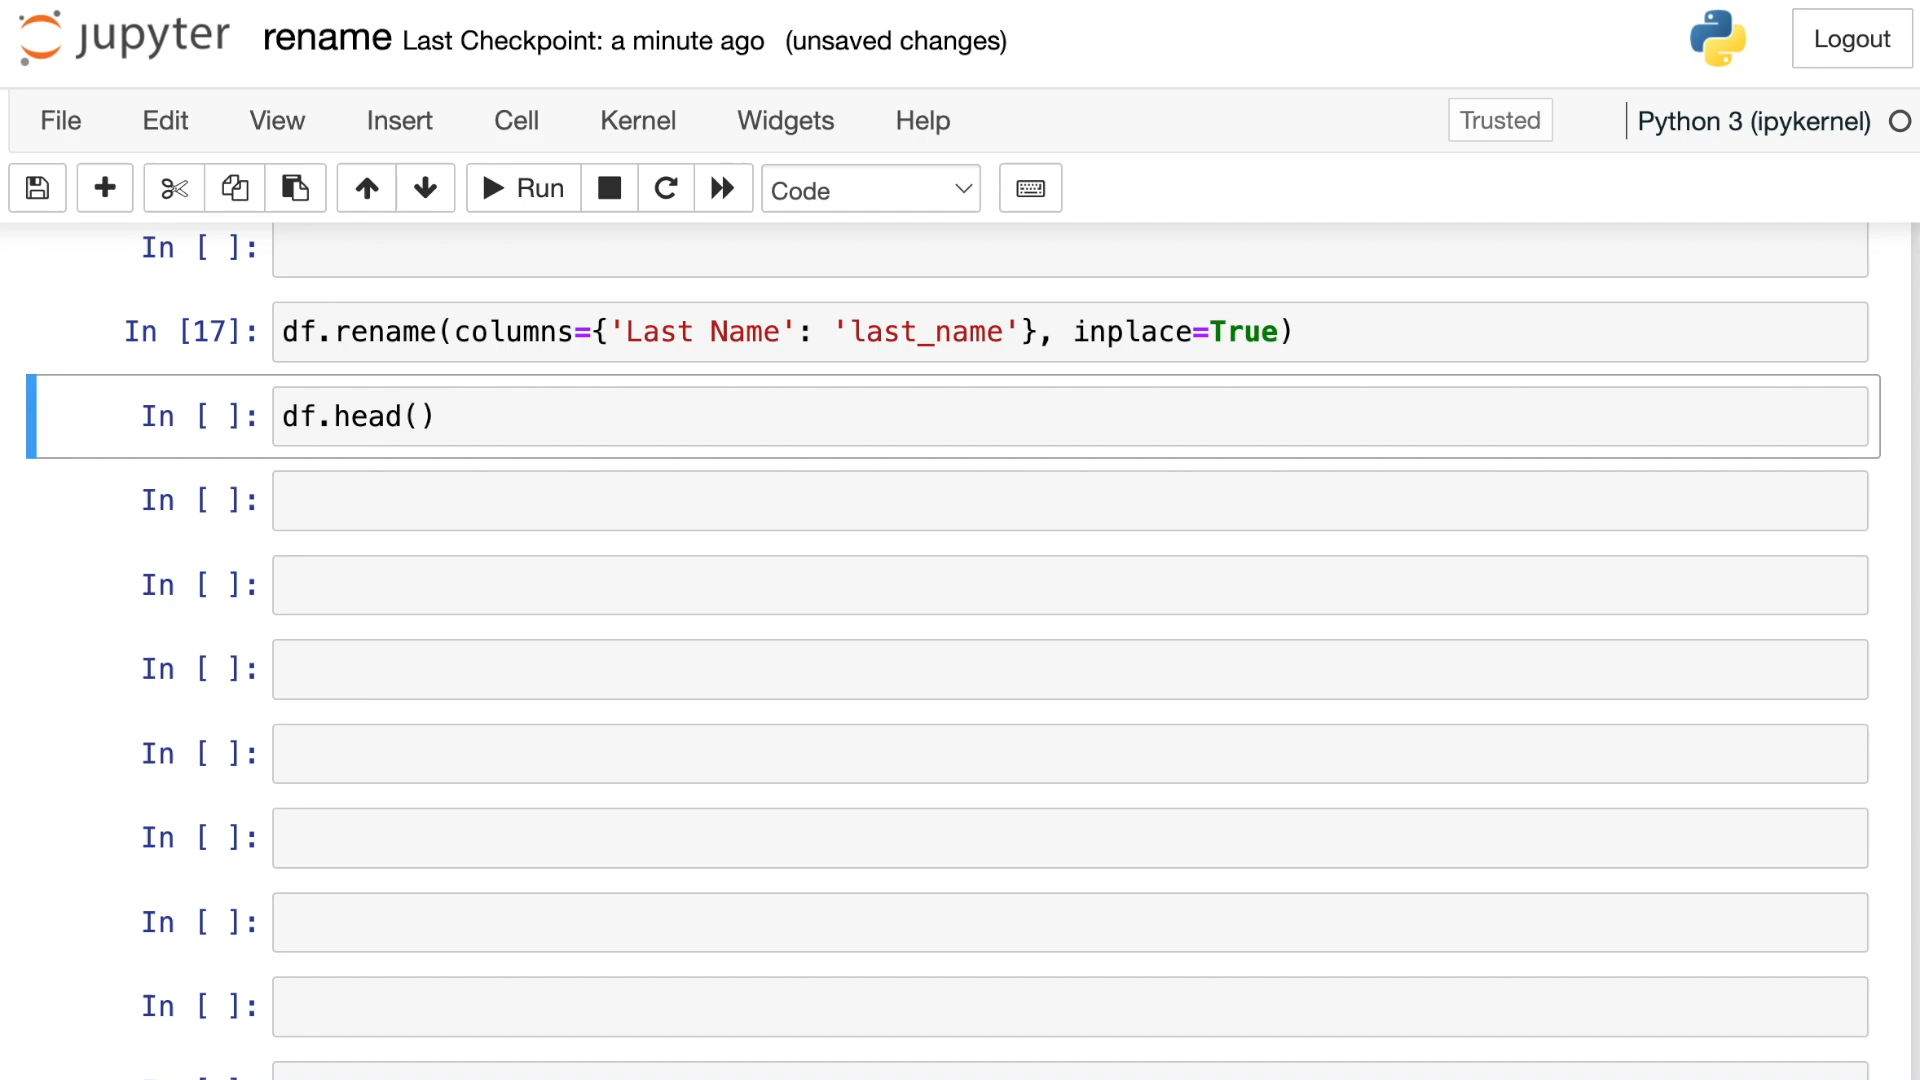 jupyter rename Last Checkpoint: a minute ago (unsaved changes) Logout
File Edit View Insert Cell Kernel Widgets Help Trusted Python 3 (ipykernel)
Run Code
In [ ]:
In [17]: df.rename(columns={'Last Name': 'last_name'}, inplace=True)
In [ ]: df.head()
In [ ]:
In [ ]:
In [ ]:
In [ ]:
In [ ]:
In [ ]:
In [ ]: